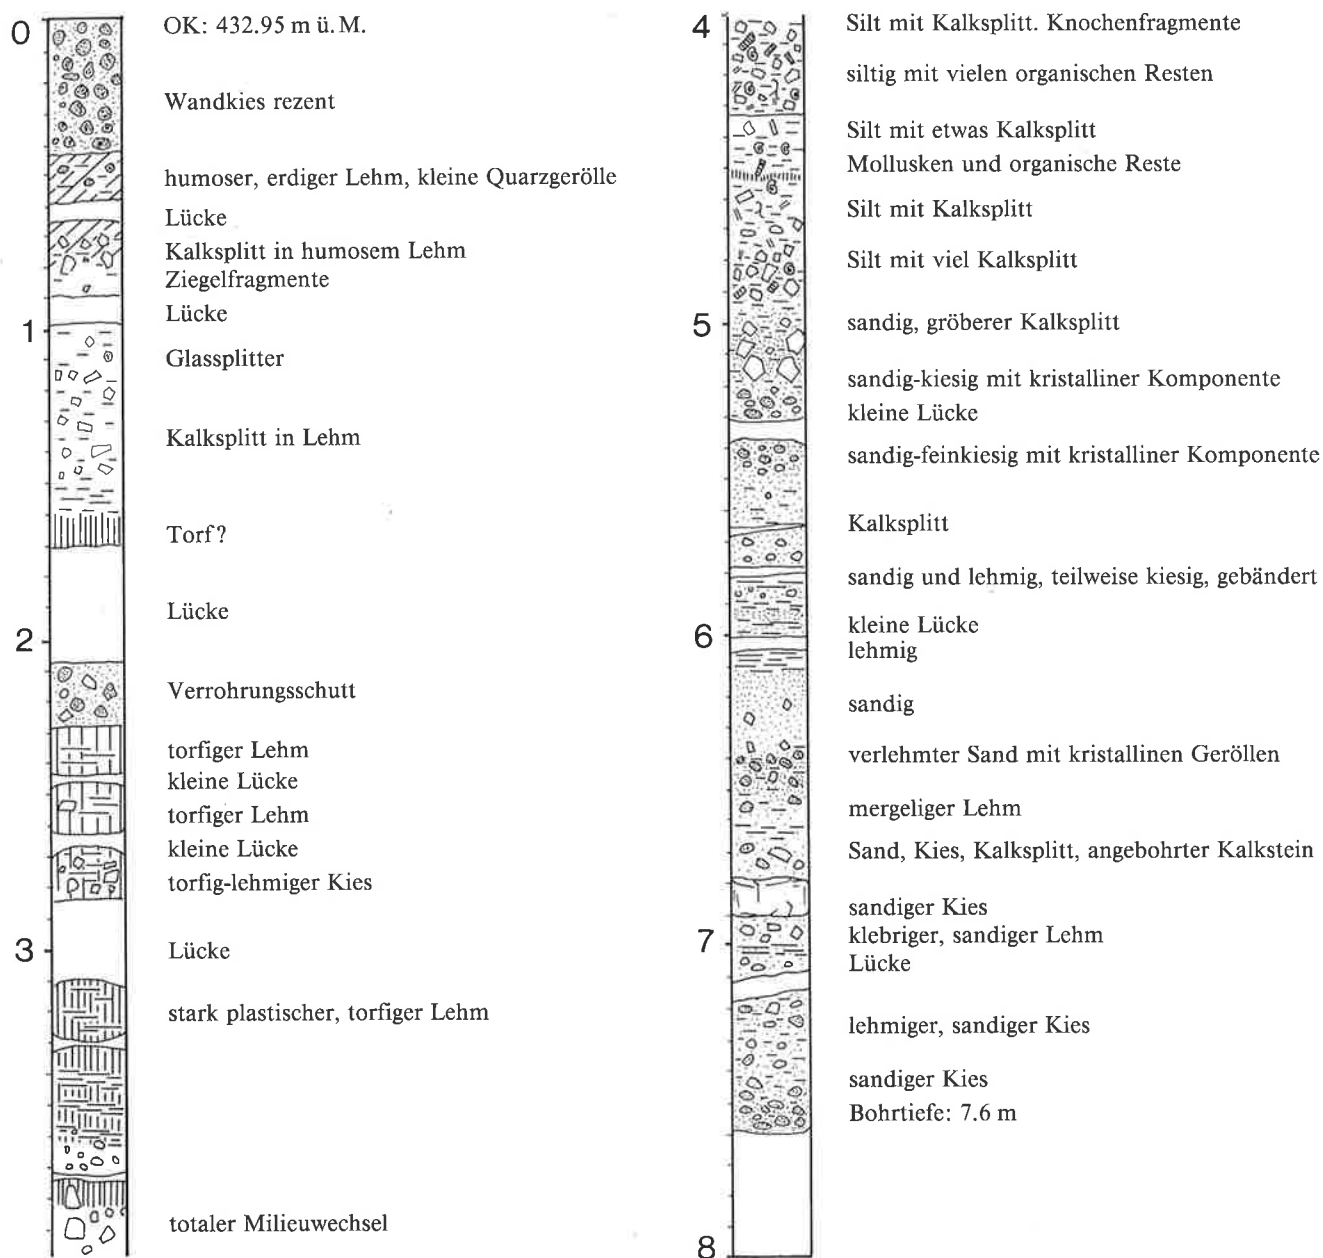 0
OK: 432.95 m ü. M.
Wandkies rezent
humoser, erdiger Lehm, kleine Quarzgerölle
Lücke
Kalksplitt in humosem Lehm
Ziegelfragmente
Lücke
1
Glassplitter
Kalksplitt in Lehm
Torf?
Lücke
2
Verrohrungsschutt
torfiger Lehm
kleine Lücke
torfiger Lehm
kleine Lücke
torfig-lehmiger Kies
3
Lücke
stark plastischer, torfiger Lehm
totaler Milieuwechsel
4
Silt mit Kalksplitt. Knochenfragmente
siltig mit vielen organischen Resten
Silt mit etwas Kalksplitt
Mollusken und organische Reste
Silt mit Kalksplitt
Silt mit viel Kalksplitt
5
sandig, gröberer Kalksplitt
sandig-kiesig mit kristalliner Komponente
kleine Lücke
sandig-feinkiesig mit kristalliner Komponente
Kalksplitt
sandig und lehmig, teilweise kiesig, gebändert
kleine Lücke
6
lehmig
sandig
verlehmter Sand mit kristallinen Geröllen
mergeliger Lehm
Sand, Kies, Kalksplitt, angebohrter Kalkstein
sandiger Kies
7
klebriger, sandiger Lehm
Lücke
lehmiger, sandiger Kies
sandiger Kies
Bohrtiefe: 7.6 m
8